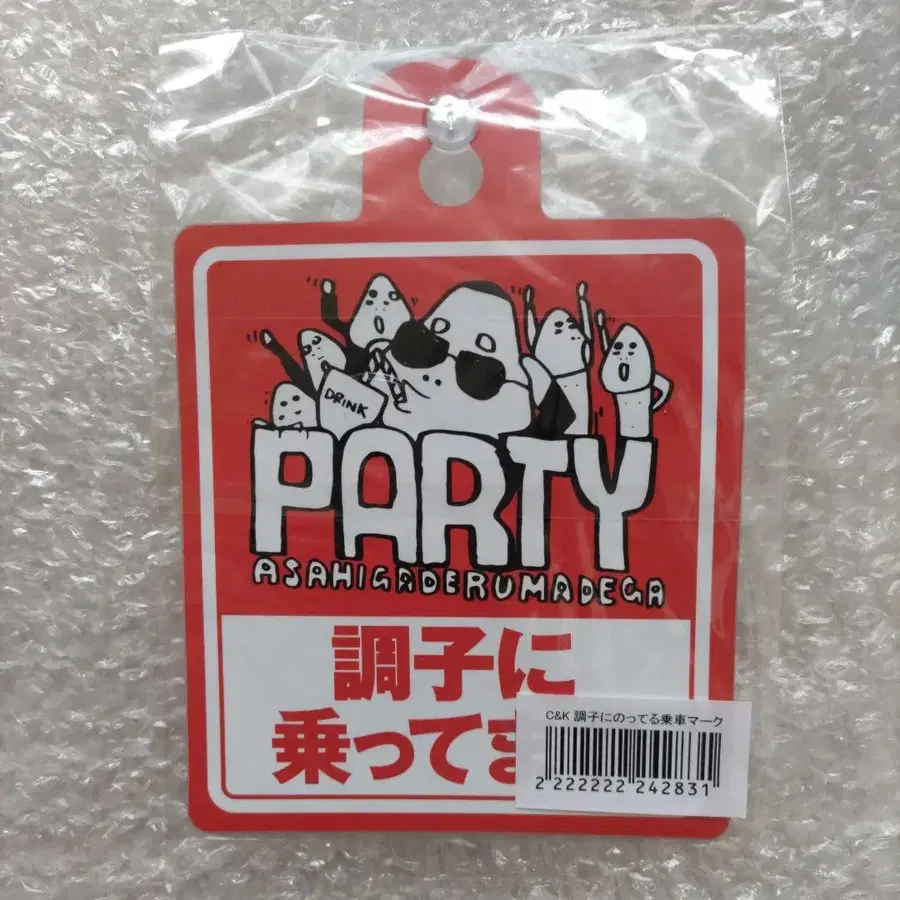 DRINK
PARTY
ASAHIGADERUMADEGA
調子に
乗ってま
C&K 調子にのってる乗車マーク
2 222222 242831